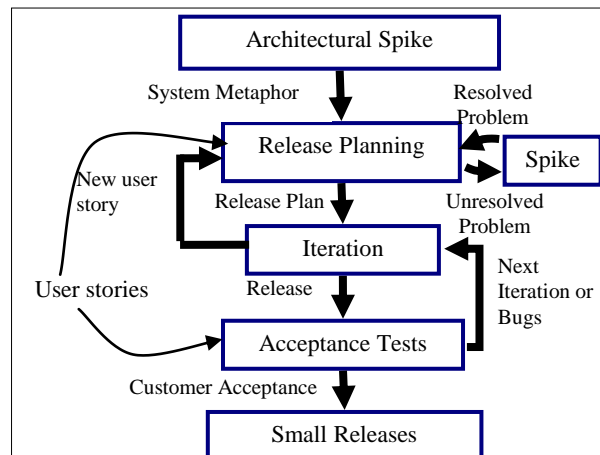 Architectural Spike
System Metaphor
Resolved
Problem
Release Planning
Spike
New user
story
Release Plan
Unresolved
Problem
Iteration
User stories
Release
Next
Iteration or
Bugs
Acceptance Tests
Customer Acceptance
Small Releases